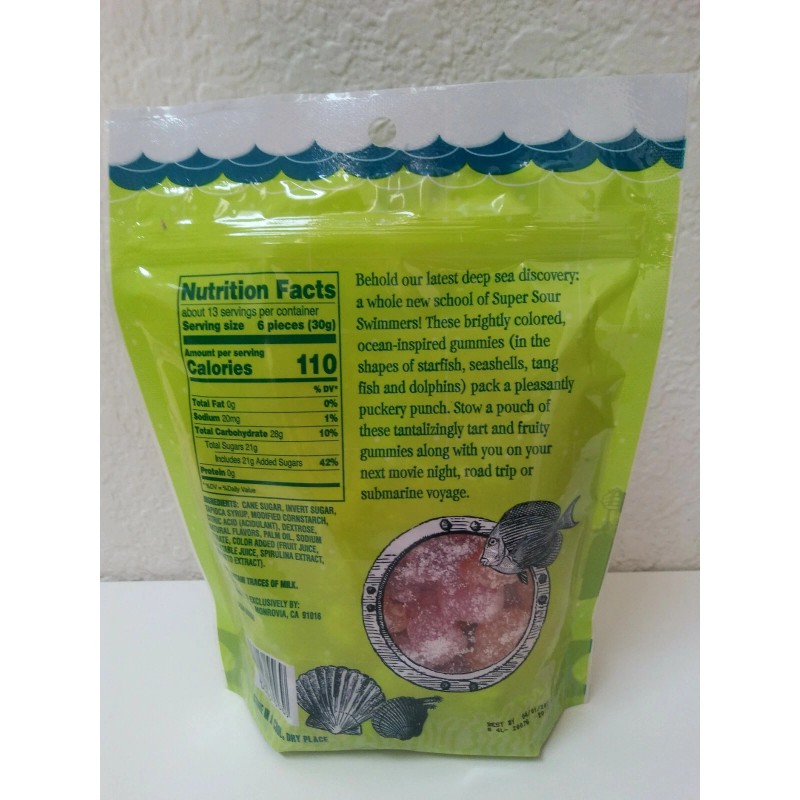 Nutrition Facts
about 13 servings per container
Serving size 6 pieces (30g)
Amount per serving
Calories 110
% DV*
Total Fat 0g 0%
Sodium 20mg 1%
Total Carbohydrate 28g 10%
Total Sugars 21g
Includes 21g Added Sugars 42%
Protein 0g
*%DV = %Daily Value
INGREDIENTS: CANE SUGAR, INVERT SUGAR,
SYRUP, MODIFIED CORNSTARCH,
ACID (ACIDULANT), DEXTROSE,
FLAVORS, PALM OIL, SODIUM
COLOR ADDED (FRUIT JUICE,
JUICE, SPIRULINA EXTRACT,
EXTRACT).
TRACES OF MILK.
EXCLUSIVELY BY:
MONROVIA, CA 91016
DRY PLACE
Behold our latest deep sea discovery:
a whole new school of Super Sour
Swimmers! These brightly colored,
ocean-inspired gummies (in the
shapes of starfish, seashells, tang
fish and dolphins) pack a pleasantly
puckery punch. Stow a pouch of
these tantalizingly tart and fruity
gummies along with you on your
next movie night, road trip or
submarine voyage.
BEST BY